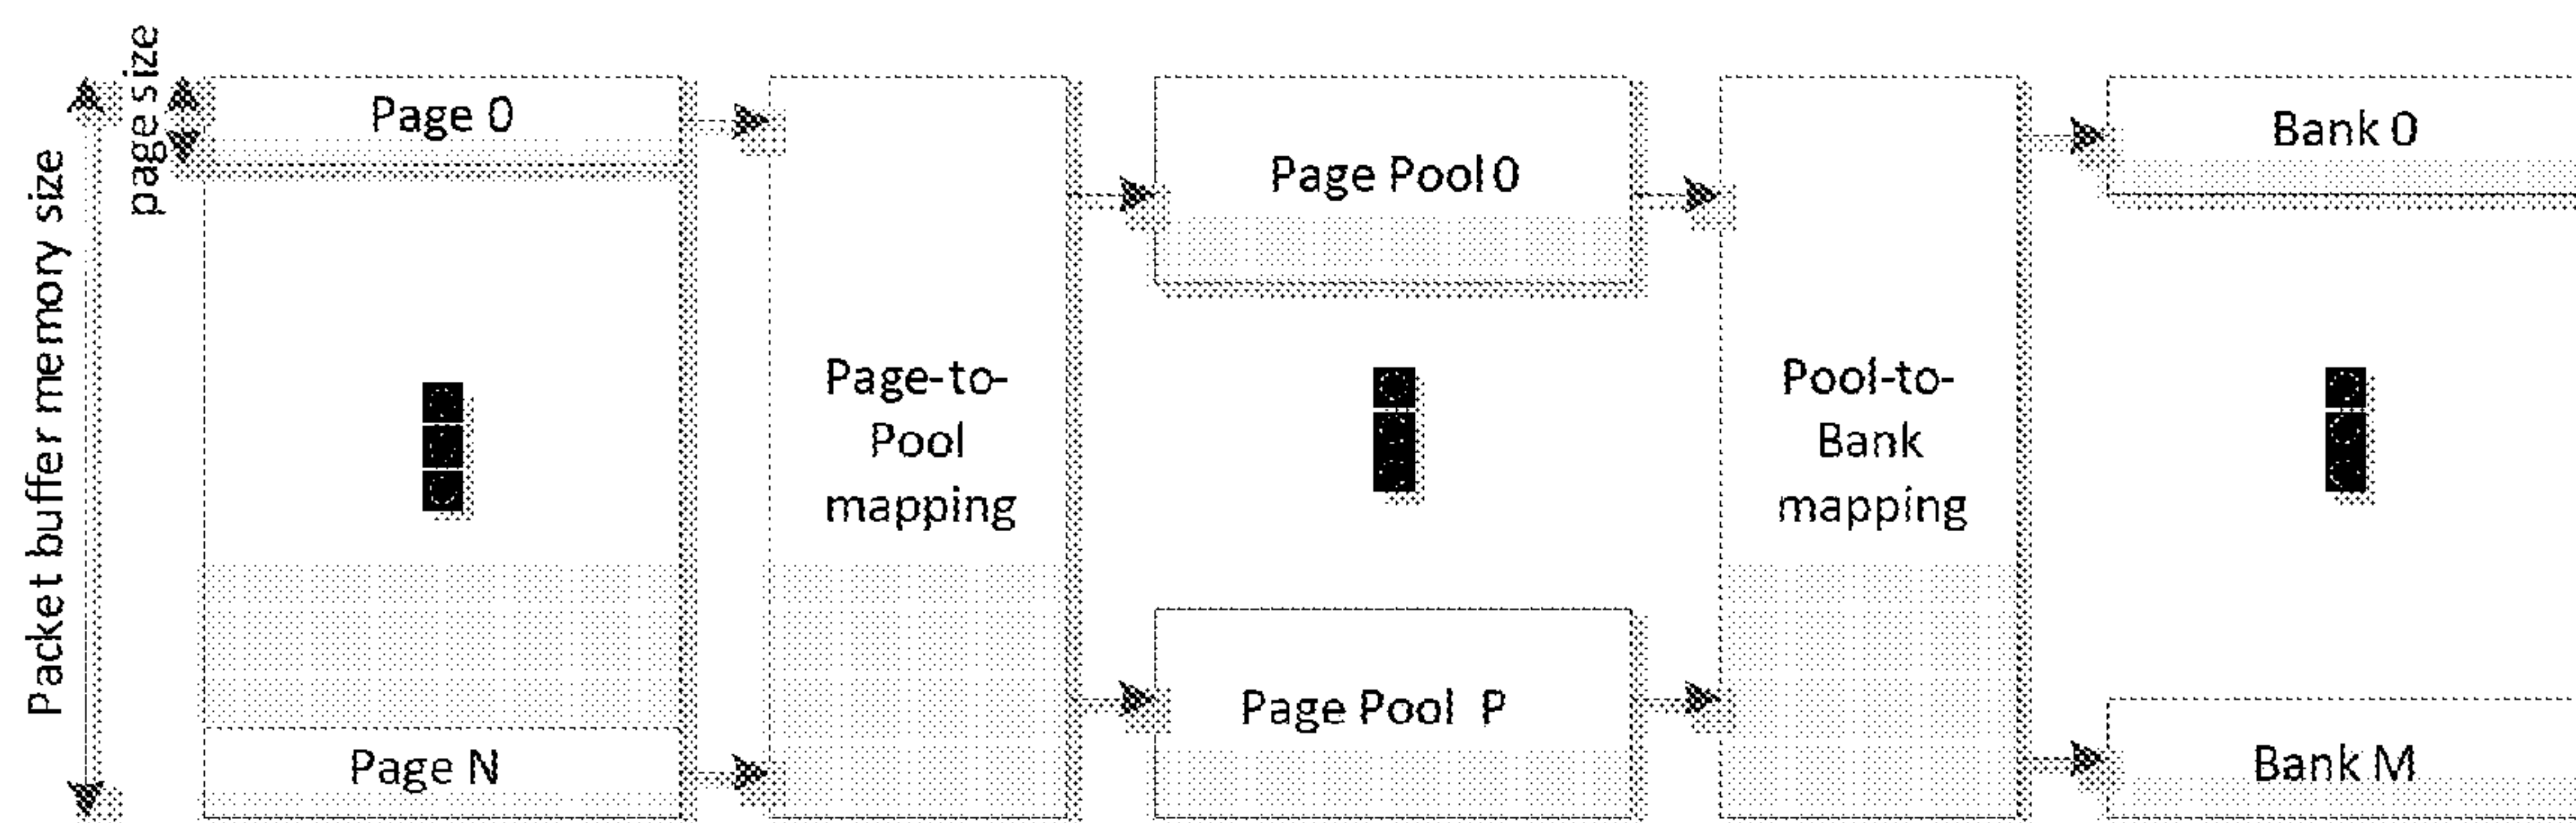 Packet buffer memory size
page size
Page 0
Page N
Page-to-
Pool
mapping
Page Pool 0
Page Pool P
Pool-to-
Bank
mapping
Bank 0
Bank M